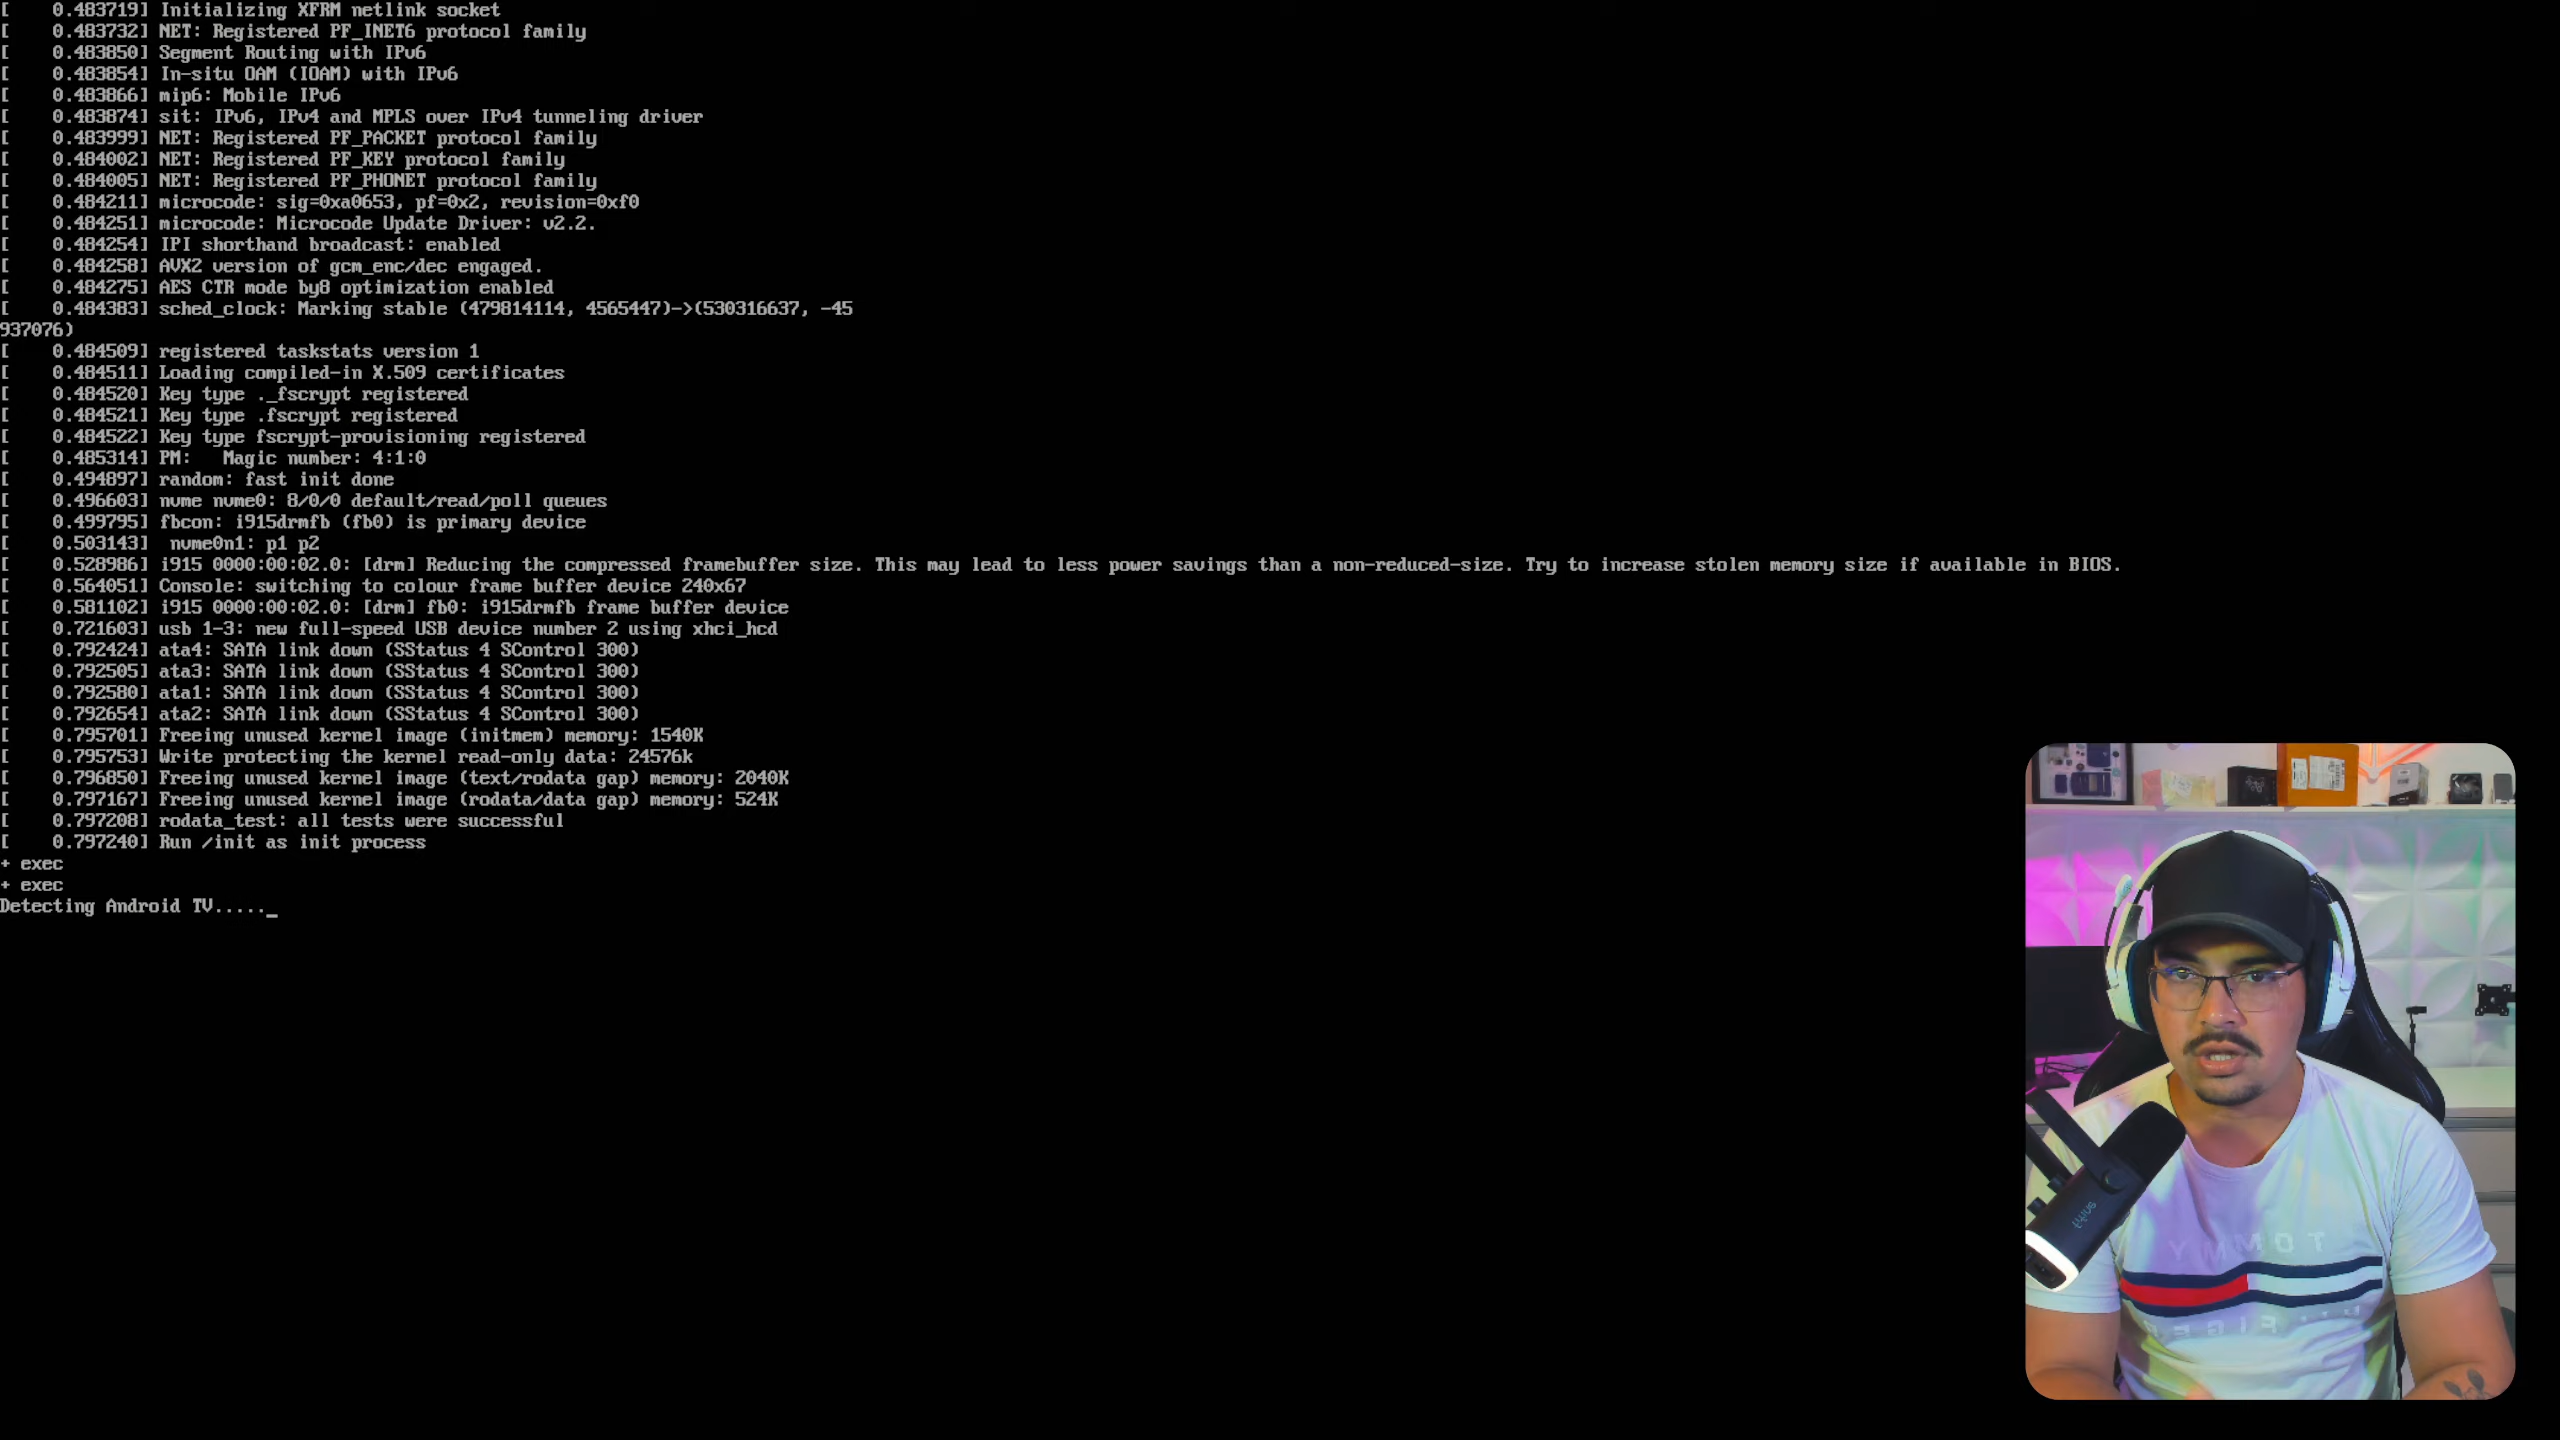 [    0.483719] Initializing XFRM netlink socket
[    0.483732] NET: Registered PF_INET6 protocol family
[    0.483850] Segment Routing with IPv6
[    0.483854] In-situ OAM (IOAM) with IPv6
[    0.483866] mip6: Mobile IPv6
[    0.483874] sit: IPv6, IPv4 and MPLS over IPv4 tunneling driver
[    0.483999] NET: Registered PF_PACKET protocol family
[    0.484002] NET: Registered PF_KEY protocol family
[    0.484005] NET: Registered PF_PHONET protocol family
[    0.484211] microcode: sig=0xa0653, pf=0x2, revision=0xf0
[    0.484251] microcode: Microcode Update Driver: v2.2.
[    0.484254] IPI shorthand broadcast: enabled
[    0.484258] AVX2 version of gcm_enc/dec engaged.
[    0.484275] AES CTR mode by8 optimization enabled
[    0.484383] sched_clock: Marking stable (479814114, 4565447)->(530316637, -45
937076)
[    0.484509] registered taskstats version 1
[    0.484511] Loading compiled-in X.509 certificates
[    0.484520] Key type ._fscrypt registered
[    0.484521] Key type .fscrypt registered
[    0.484522] Key type fscrypt-provisioning registered
[    0.485314] PM:   Magic number: 4:1:0
[    0.494897] random: fast init done
[    0.496603] nvme nvme0: 8/0/0 default/read/poll queues
[    0.499795] fbcon: i915drmfb (fb0) is primary device
[    0.503143]  nvme0n1: p1 p2
[    0.528986] i915 0000:00:02.0: [drm] Reducing the compressed framebuffer size. This may lead to less power savings than a non-reduced-size. Try to increase stolen memory size if available in BIOS.
[    0.564051] Console: switching to colour frame buffer device 240x67
[    0.581102] i915 0000:00:02.0: [drm] fb0: i915drmfb frame buffer device
[    0.721603] usb 1-3: new full-speed USB device number 2 using xhci_hcd
[    0.792424] ata4: SATA link down (SStatus 4 SControl 300)
[    0.792505] ata3: SATA link down (SStatus 4 SControl 300)
[    0.792580] ata1: SATA link down (SStatus 4 SControl 300)
[    0.792654] ata2: SATA link down (SStatus 4 SControl 300)
[    0.795701] Freeing unused kernel image (initmem) memory: 1540K
[    0.795753] Write protecting the kernel read-only data: 24576k
[    0.796850] Freeing unused kernel image (text/rodata gap) memory: 2040K
[    0.797167] Freeing unused kernel image (rodata/data gap) memory: 524K
[    0.797208] rodata_test: all tests were successful
[    0.797240] Run /init as init process
+ exec
+ exec
Detecting Android TV....._
fifine
TOMMY